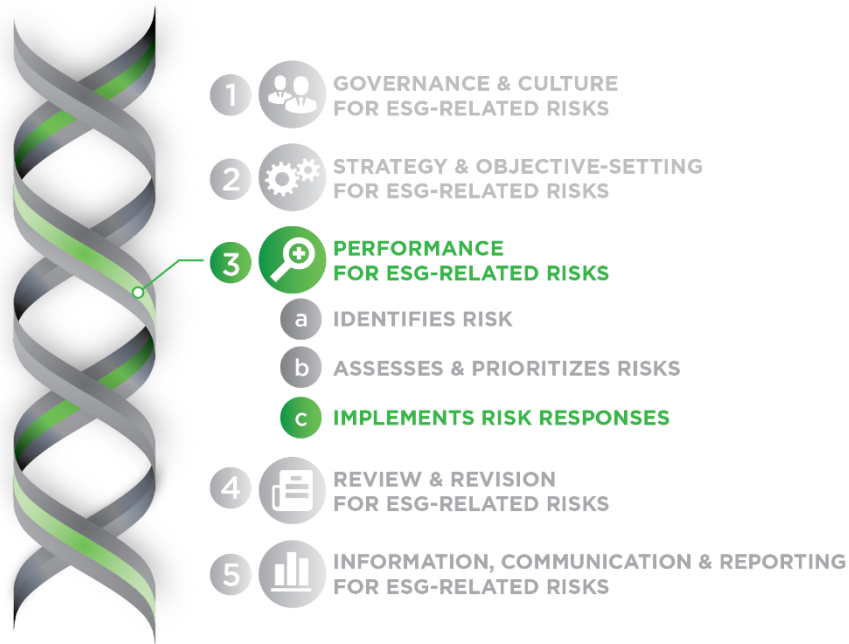 1
GOVERNANCE & CULTURE
FOR ESG-RELATED RISKS
2
STRATEGY & OBJECTIVE-SETTING
FOR ESG-RELATED RISKS
3
PERFORMANCE
FOR ESG-RELATED RISKS
a IDENTIFIES RISK
b ASSESSES & PRIORITIZES RISKS
c IMPLEMENTS RISK RESPONSES
4
REVIEW & REVISION
FOR ESG-RELATED RISKS
5
INFORMATION, COMMUNICATION & REPORTING
FOR ESG-RELATED RISKS